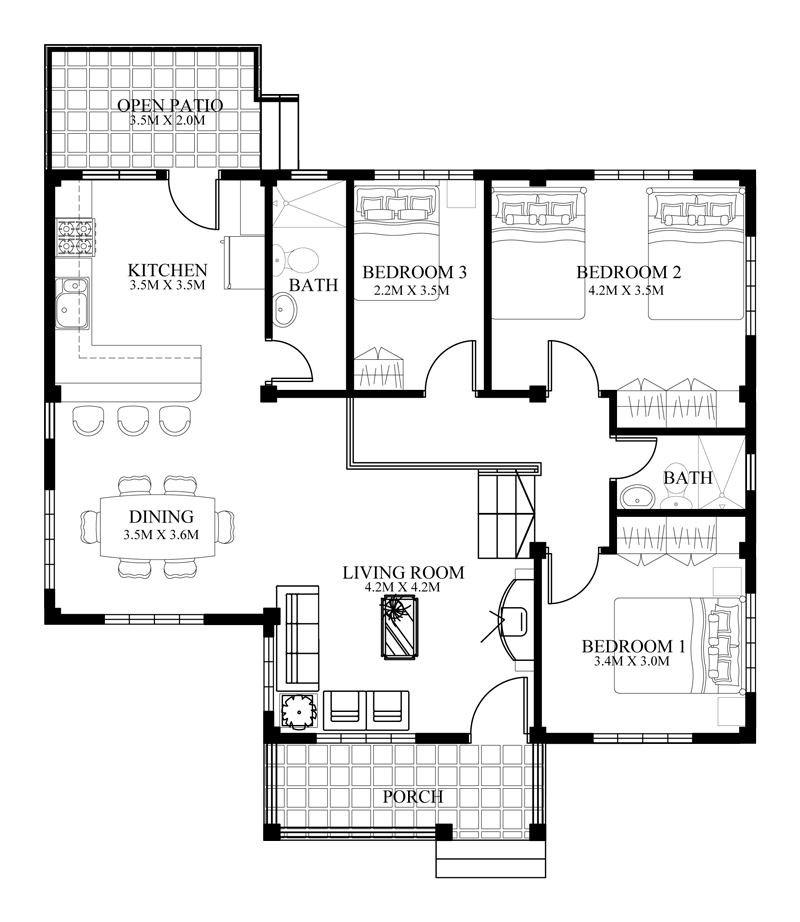 OPEN PATIO
3.5M X 2.0M
KITCHEN
3.5M X 3.5M
BATH
BEDROOM 3
2.2M X 3.5M
BEDROOM 2
4.2M X 3.5M
BATH
DINING
3.5M X 3.6M
LIVING ROOM
4.2M X 4.2M
BEDROOM 1
3.4M X 3.0M
PORCH